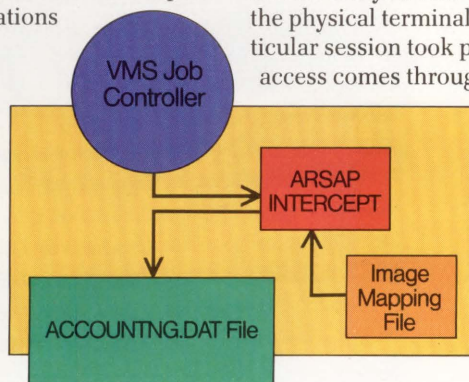 ations
the physical terminal
ticular session took p
access comes throug
VMS Job
Controller
ARSAP
INTERCEPT
Image
Mapping
File
ACCOUNTNG.DAT File